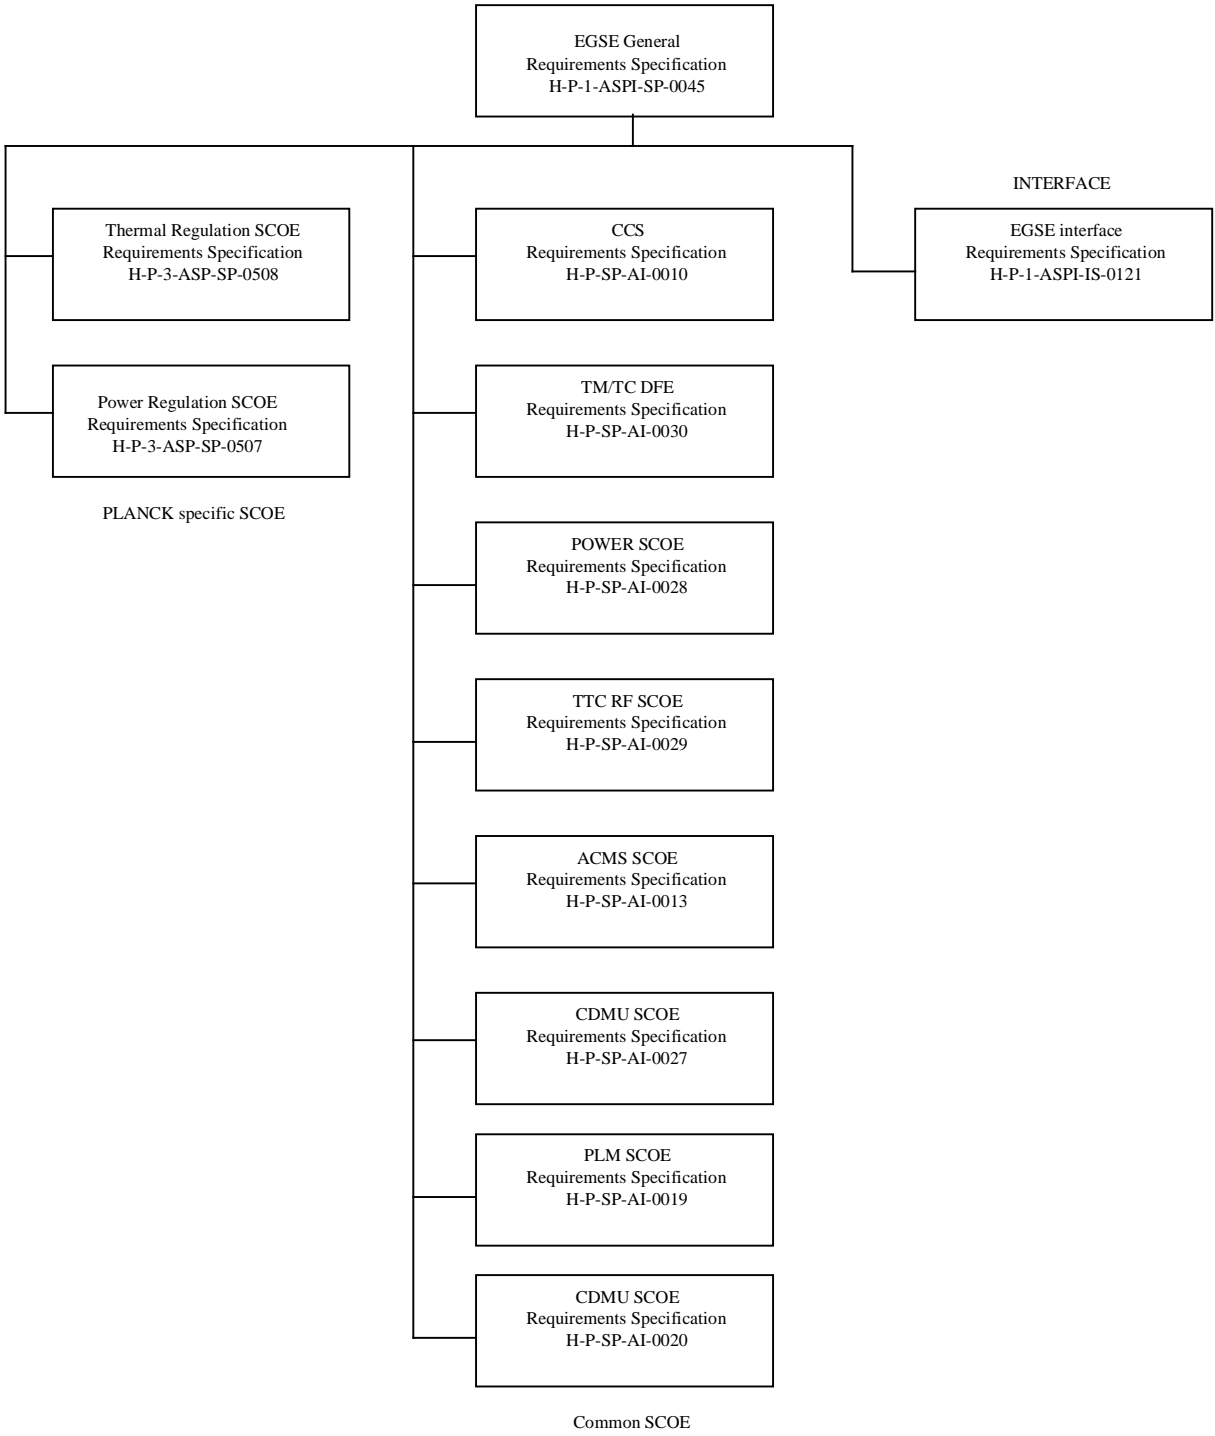 EGSE General
Requirements Specification
H-P-1-ASPI-SP-0045
Thermal Regulation SCOE
Requirements Specification
H-P-3-ASP-SP-0508
Power Regulation SCOE
Requirements Specification
H-P-3-ASP-SP-0507
PLANCK specific SCOE
CCS
Requirements Specification
H-P-SP-AI-0010
TM/TC DFE
Requirements Specification
H-P-SP-AI-0030
POWER SCOE
Requirements Specification
H-P-SP-AI-0028
TTC RF SCOE
Requirements Specification
H-P-SP-AI-0029
ACMS SCOE
Requirements Specification
H-P-SP-AI-0013
CDMU SCOE
Requirements Specification
H-P-SP-AI-0027
PLM SCOE
Requirements Specification
H-P-SP-AI-0019
CDMU SCOE
Requirements Specification
H-P-SP-AI-0020
Common SCOE
INTERFACE
EGSE interface
Requirements Specification
H-P-1-ASPI-IS-0121